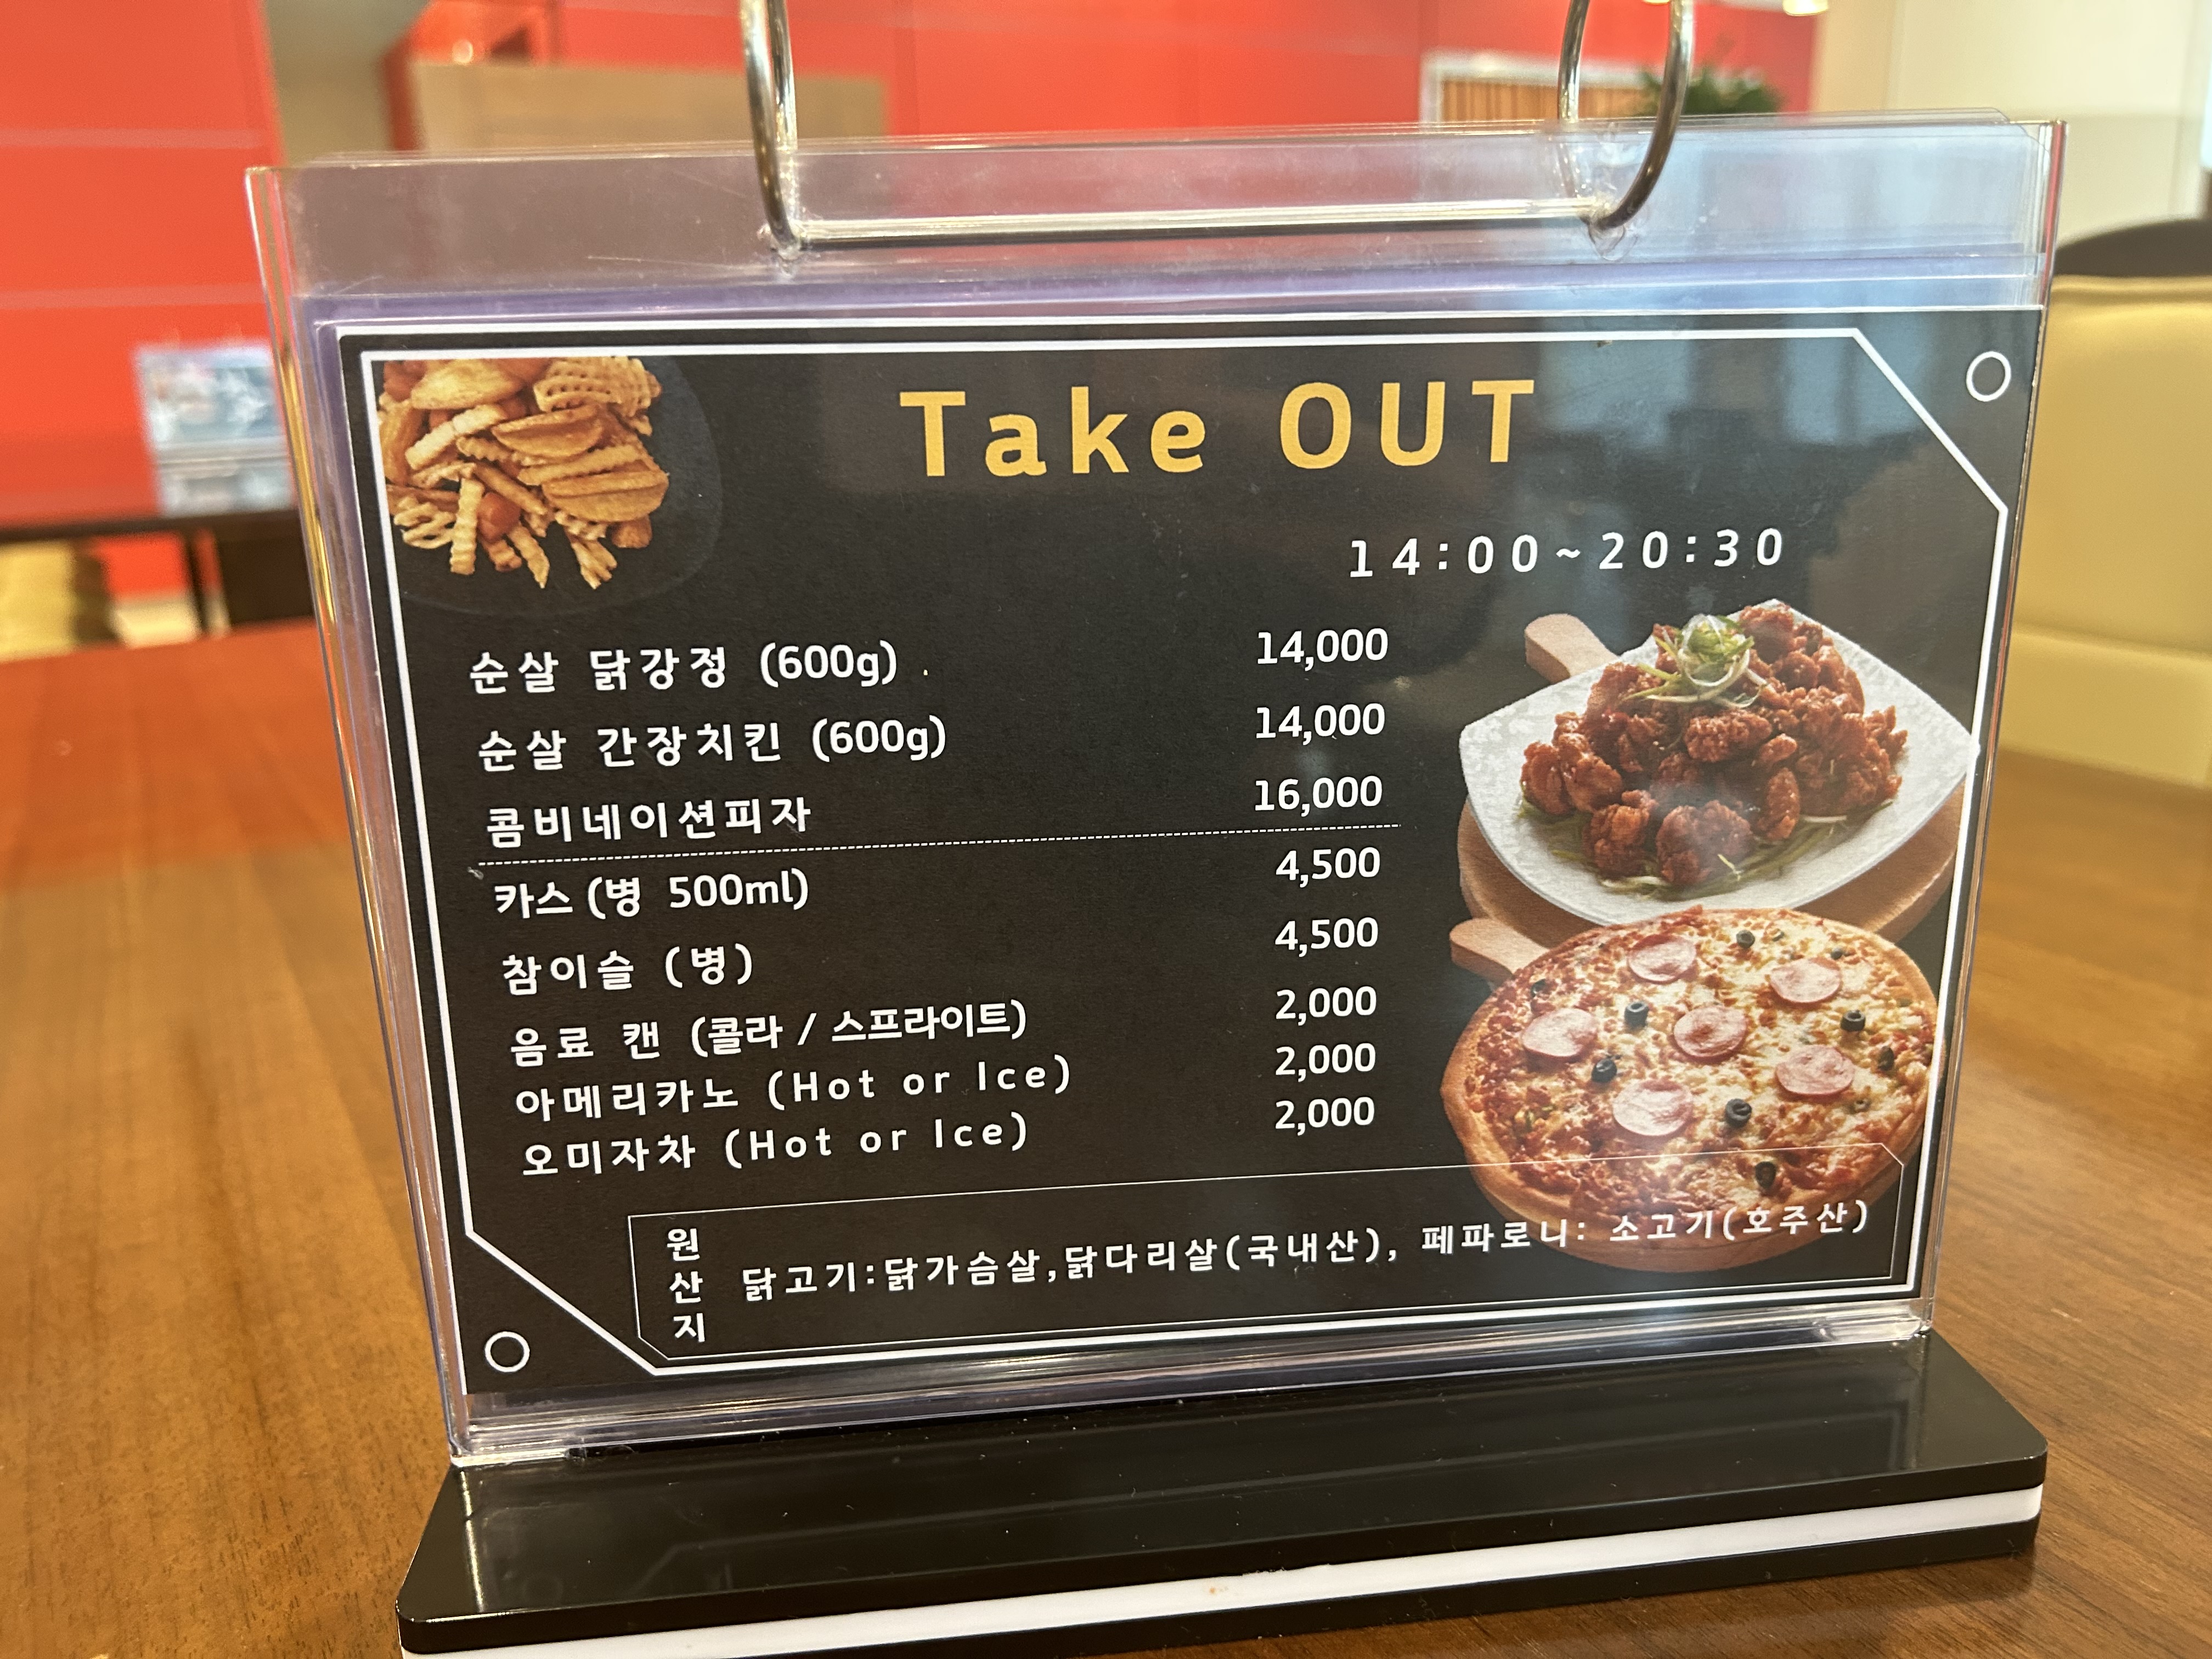 Take OUT
14:00~20:30
순살 닭강정 (600g) 14,000
순살 간장치킨 (600g) 14,000
콤비네이션피자 16,000
카스 (병 500ml) 4,500
참이슬 (병) 4,500
음료 캔 (콜라 / 스프라이트) 2,000
아메리카노 (Hot or Ice) 2,000
오미자차 (Hot or Ice) 2,000
원산지
닭고기:닭가슴살,닭다리살(국내산), 페파로니: 소고기(호주산)